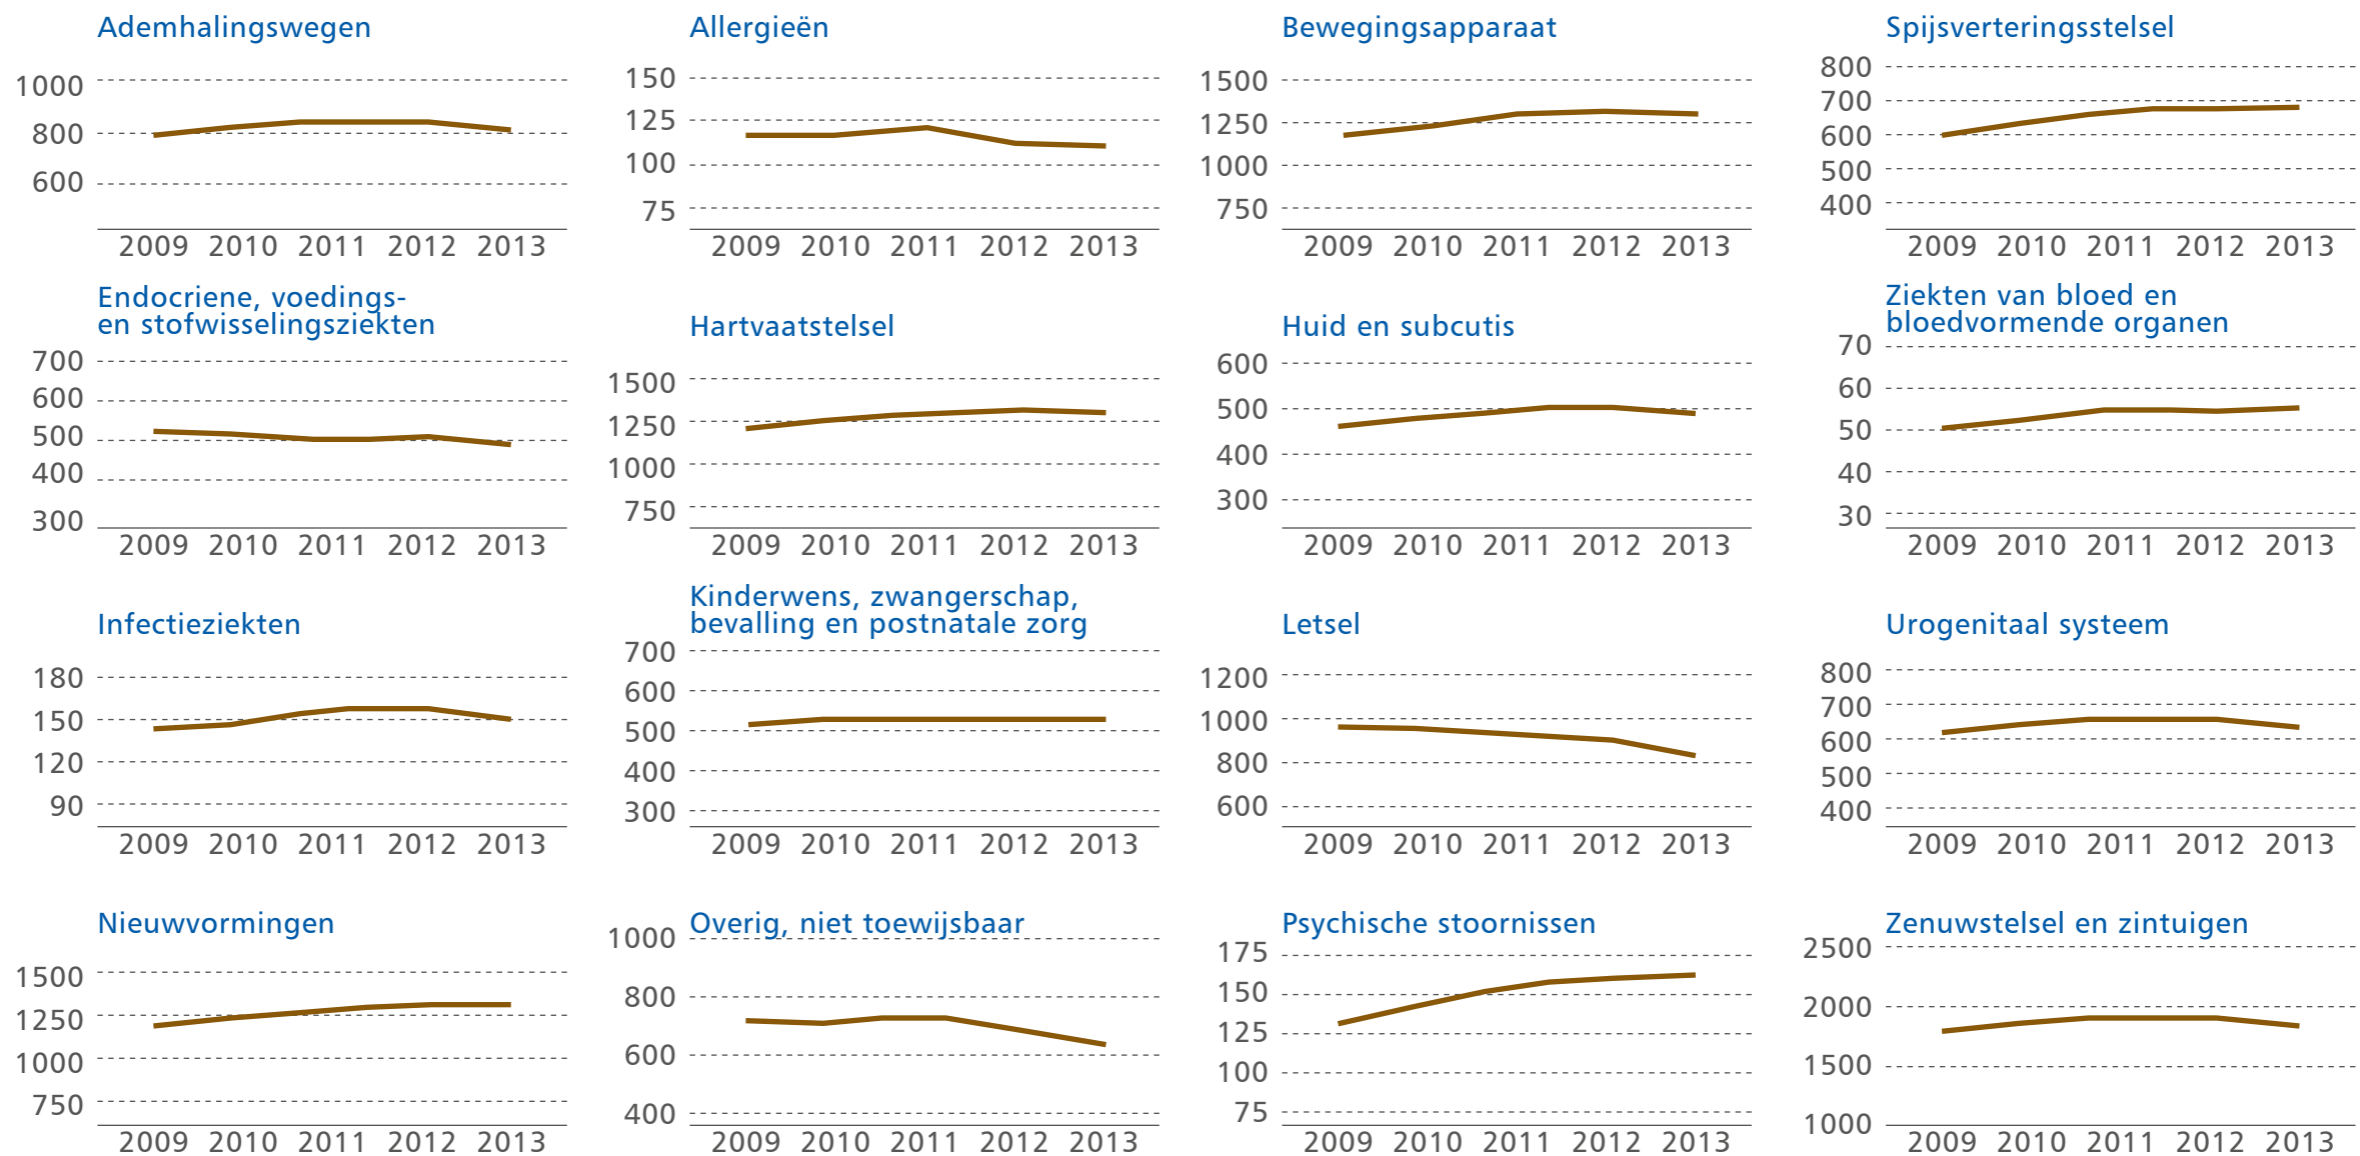 Ademhalingswegen
1000
800
600
2009 2010 2011 2012 2013
Allergieën
150
125
100
75
2009 2010 2011 2012 2013
Bewegingsapparaat
1500
1250
1000
750
2009 2010 2011 2012 2013
Spijsverteringsstelsel
800
700
600
500
400
2009 2010 2011 2012 2013
Endocriene, voedings-
en stofwisselingsziekten
700
600
500
400
300
2009 2010 2011 2012 2013
Hartvaatstelsel
1500
1250
1000
750
2009 2010 2011 2012 2013
Huid en subcutis
600
500
400
300
2009 2010 2011 2012 2013
Ziekten van bloed en
bloedvormende organen
70
60
50
40
30
2009 2010 2011 2012 2013
Infectieziekten
180
150
120
90
2009 2010 2011 2012 2013
Kinderwens, zwangerschap,
bevalling en postnatale zorg
700
600
500
400
300
2009 2010 2011 2012 2013
Letsel
1200
1000
800
600
2009 2010 2011 2012 2013
Urogenitaal systeem
800
700
600
500
400
2009 2010 2011 2012 2013
Nieuwvormingen
1500
1250
1000
750
2009 2010 2011 2012 2013
Overig, niet toewijsbaar
1000
800
600
400
2009 2010 2011 2012 2013
Psychische stoornissen
175
150
125
100
75
2009 2010 2011 2012 2013
Zenuwstelsel en zintuigen
2500
2000
1500
1000
2009 2010 2011 2012 2013